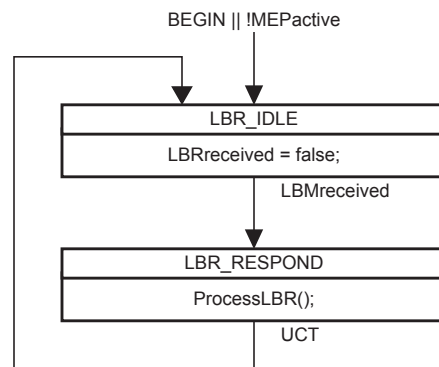 BEGIN || !MEPactive
LBR_IDLE
LBRreceived = false;
LBMreceived
LBR_RESPOND
ProcessLBR();
UCT